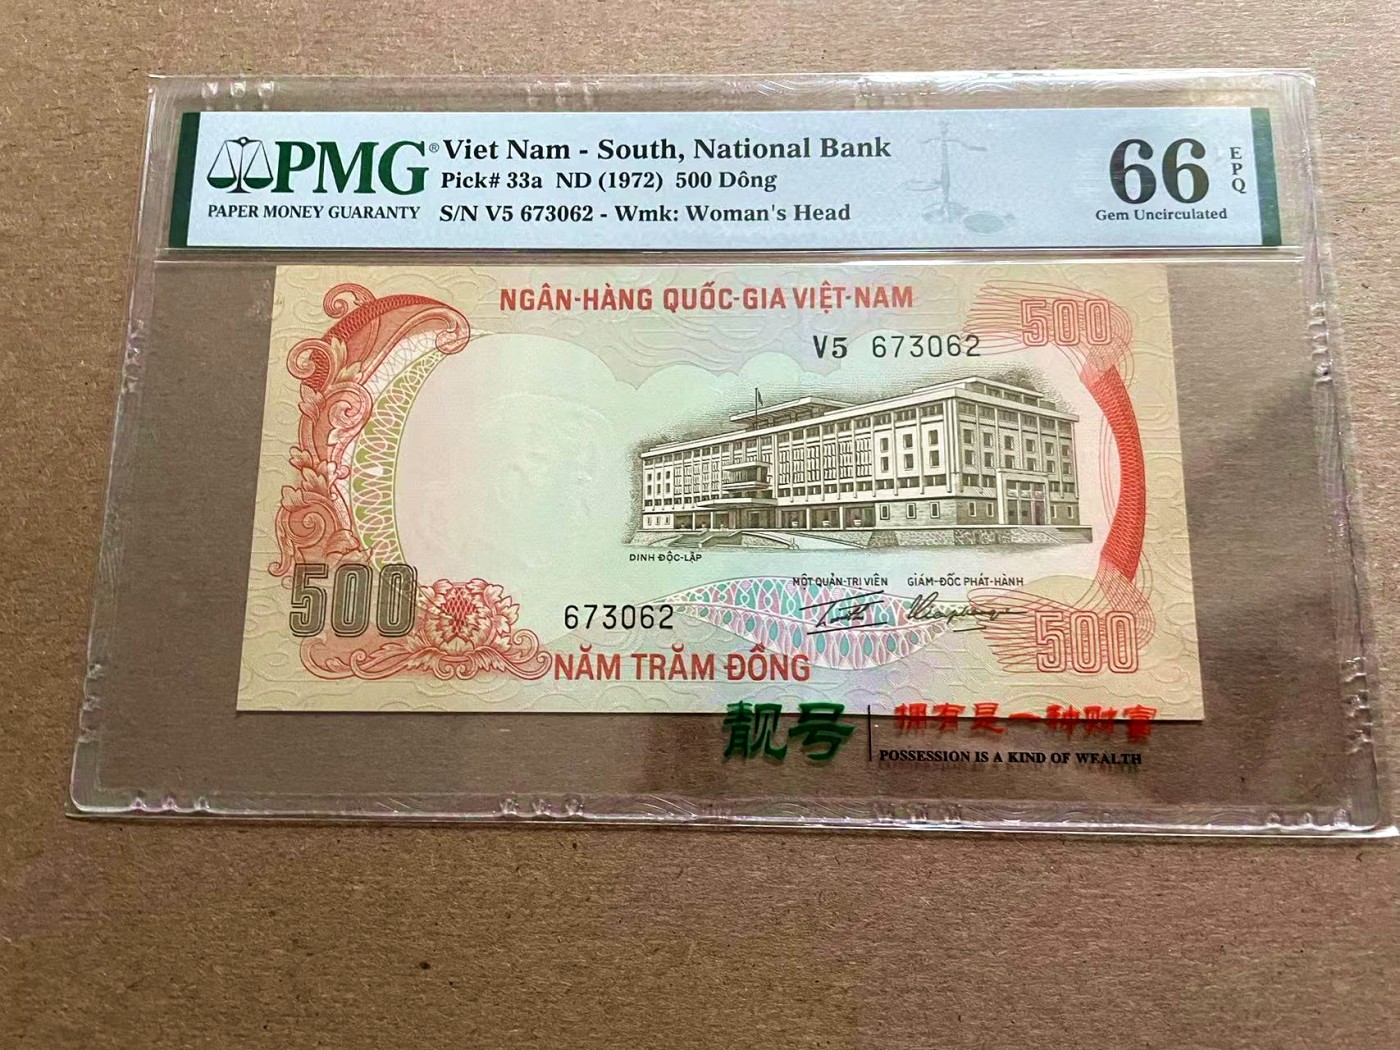 PMG® Viet Nam - South, National Bank
PAPER MONEY GUARANTY
Pick# 33a ND (1972) 500 Dông
S/N V5 673062 - Wmk: Woman's Head
66 EPQ
Gem Uncirculated
NGÂN-HÀNG QUỐC-GIA VIỆT-NAM
500
V5 673062
DINH ĐỘC-LẬP
MỘT QUẢN-TRỊ VIÊN GIÁM-ĐỐC PHÁT-HÀNH
500
673062
500
NĂM TRĂM ĐỒNG
靓号 拥有是一种财富
POSSESSION IS A KIND OF WEALTH